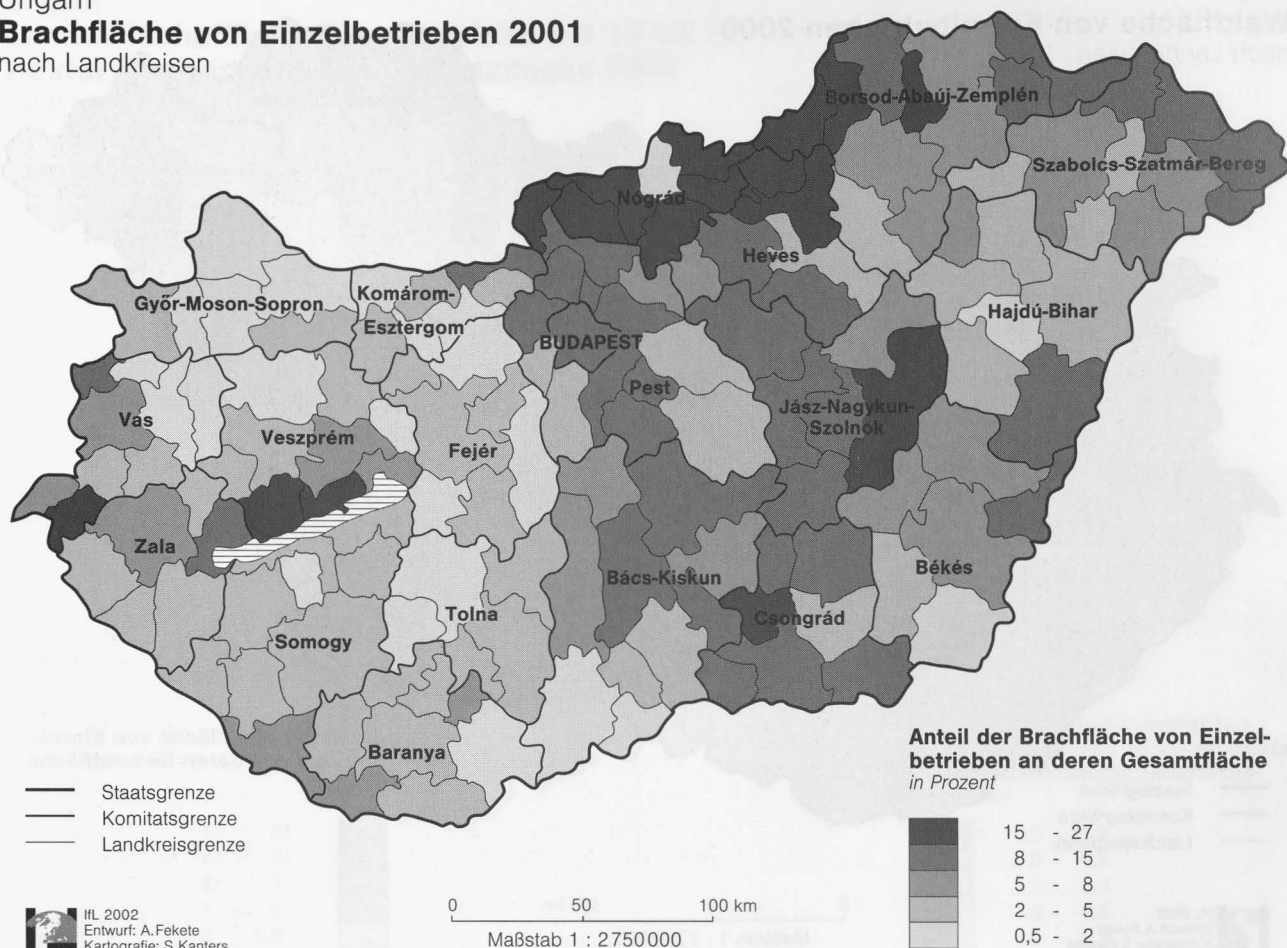 Ungarn
Brachfläche von Einzelbetrieben 2001
nach Landkreisen
Borsod-Abaúj-Zemplén
Szabolcs-Szatmár-Bereg
Nógrád
Heves
Győr-Moson-Sopron
Komárom-
Esztergom
Hajdú-Bihar
BUDAPEST
Pest
Vas
Veszprém
Fejér
Jász-Nagykun-
Szolnok
Zala
Bács-Kiskun
Békés
Somogy
Tolna
Csongrád
Baranya
Staatsgrenze
Komitatsgrenze
Landkreisgrenze
IfL 2002
Entwurf: A.Fekete
Kartografie: S.Kanters
0 50 100 km
Maßstab 1 : 2750000
Anteil der Brachfläche von Einzel-
betrieben an deren Gesamtfläche
in Prozent
15 - 27
8 - 15
5 - 8
2 - 5
0,5 - 2